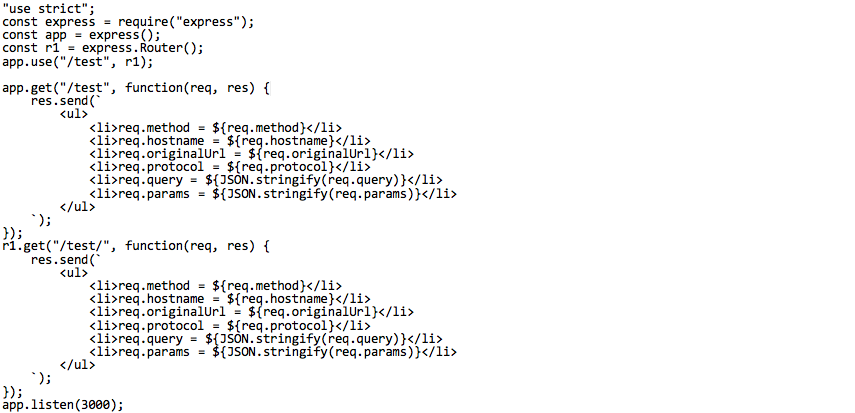 "use strict";
const express = require("express");
const app = express();
const r1 = express.Router();
app.use("/test", r1);

app.get("/test", function(req, res) {
    res.send(`
        <ul>
            <li>req.method = ${req.method}</li>
            <li>req.hostname = ${req.hostname}</li>
            <li>req.originalUrl = ${req.originalUrl}</li>
            <li>req.protocol = ${req.protocol}</li>
            <li>req.query = ${JSON.stringify(req.query)}</li>
            <li>req.params = ${JSON.stringify(req.params)}</li>
        </ul>
    `);
});
r1.get("/test/", function(req, res) {
    res.send(`
        <ul>
            <li>req.method = ${req.method}</li>
            <li>req.hostname = ${req.hostname}</li>
            <li>req.originalUrl = ${req.originalUrl}</li>
            <li>req.protocol = ${req.protocol}</li>
            <li>req.query = ${JSON.stringify(req.query)}</li>
            <li>req.params = ${JSON.stringify(req.params)}</li>
        </ul>
    `);
});
app.listen(3000);